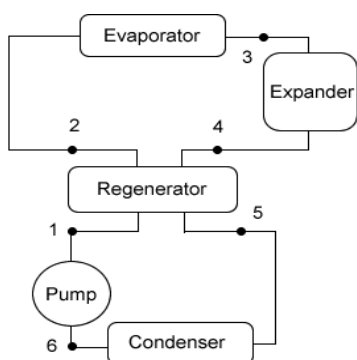 Evaporator
3
Expander
2
4
Regenerator
1
5
Pump
6
Condenser